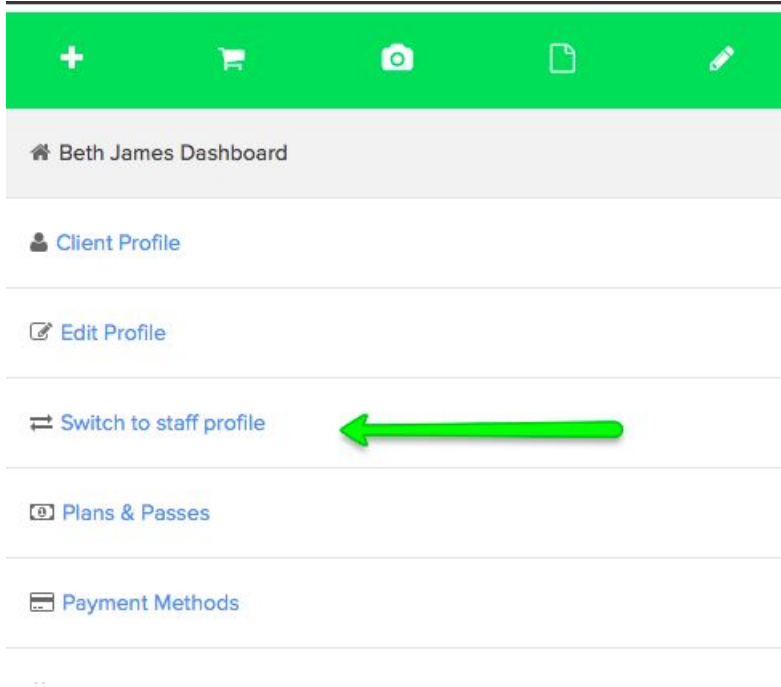 Beth James Dashboard
Client Profile
Edit Profile
Switch to staff profile
Plans & Passes
Payment Methods